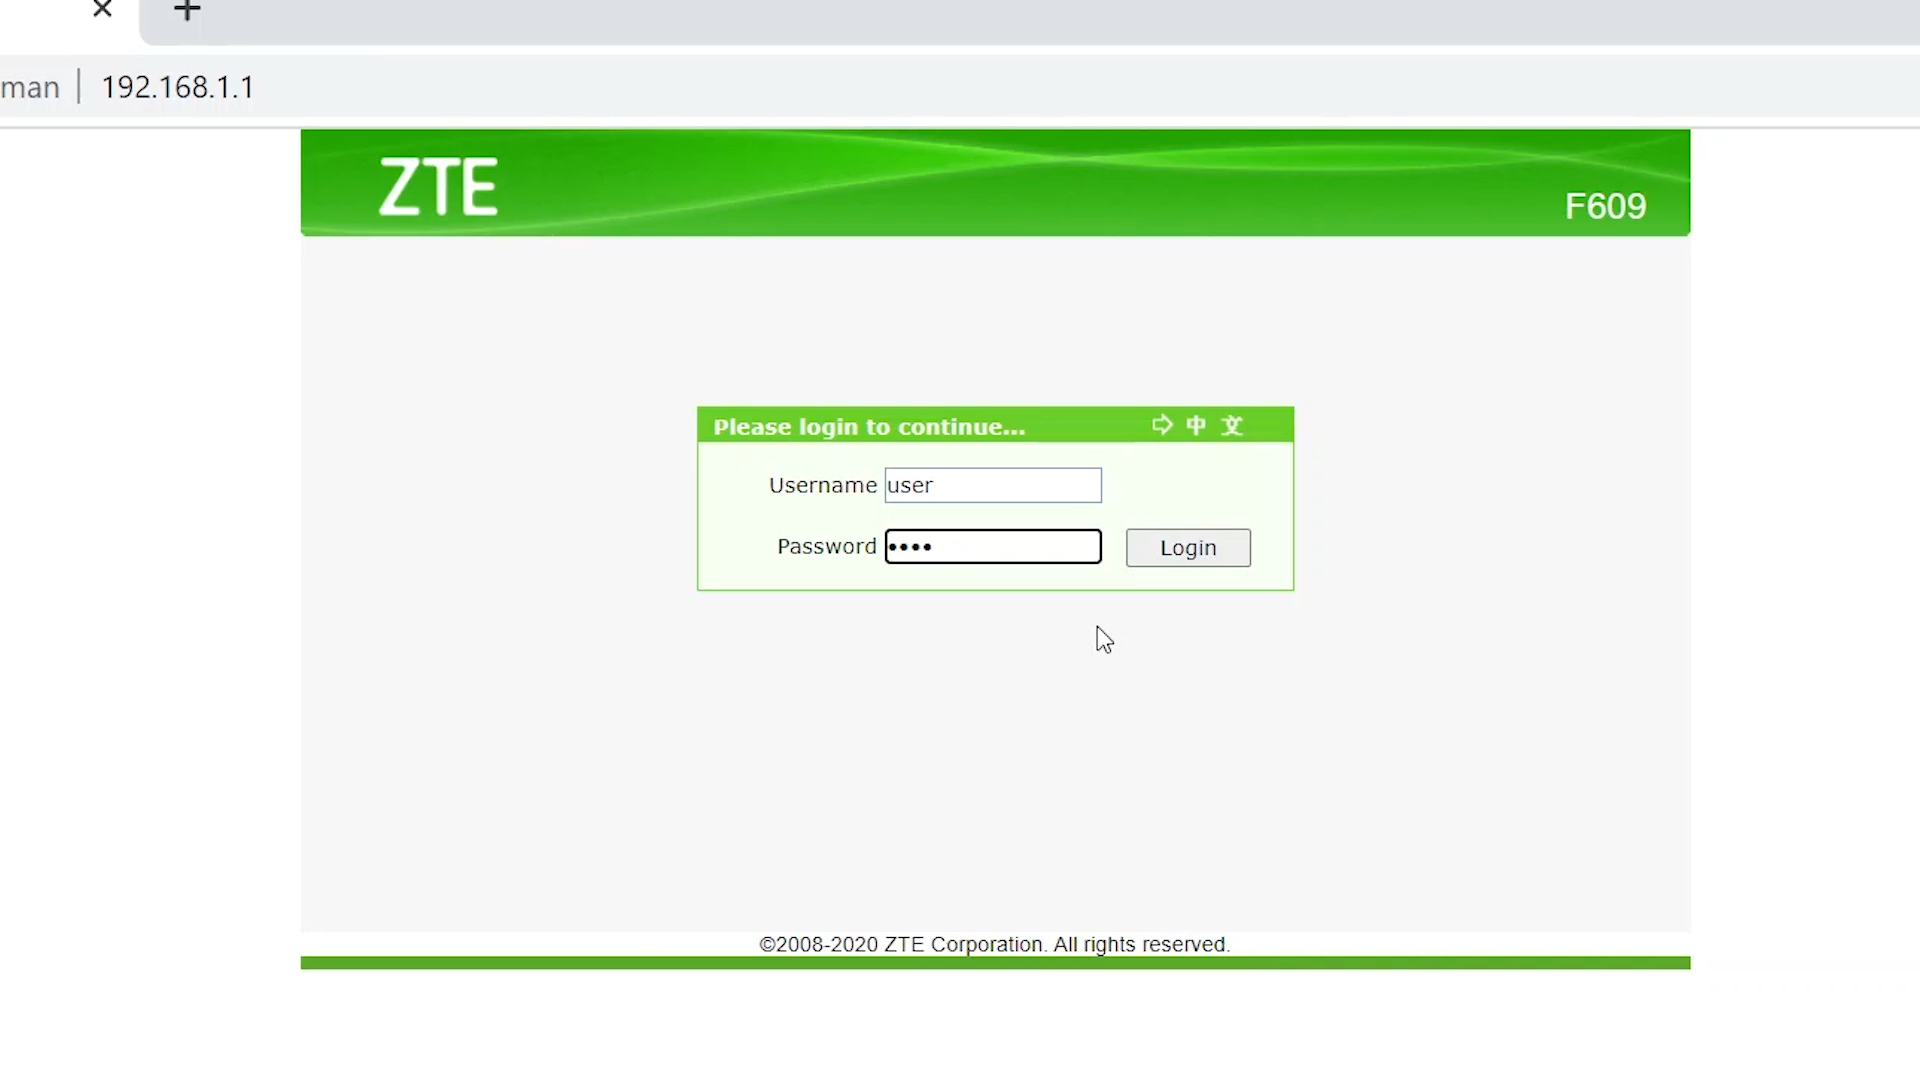 man | 192.168.1.1
ZTE
F609
Please login to continue... ⇨ 中 文
Username user
Password •••• Login
©2008-2020 ZTE Corporation. All rights reserved.